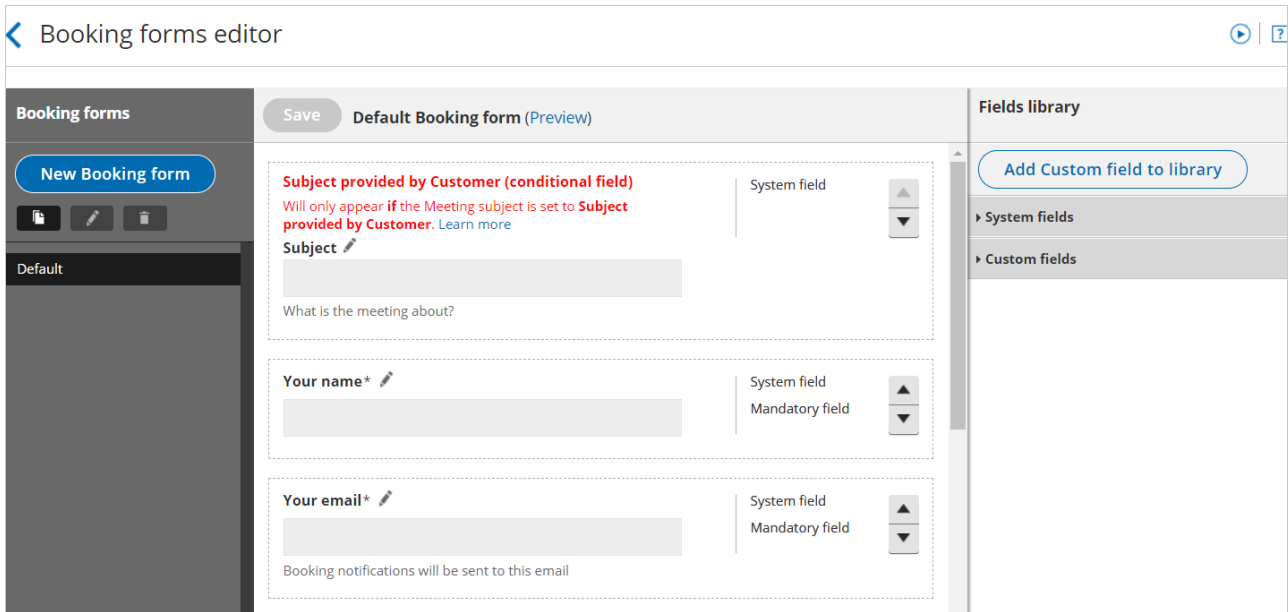 Booking forms editor
?
Booking forms
New Booking form
Default
Save
Default Booking form (Preview)
Subject provided by Customer (conditional field)
Will only appear if the Meeting subject is set to Subject
provided by Customer. Learn more
Subject
What is the meeting about?
System field
Your name*
System field
Mandatory field
Your email*
Booking notifications will be sent to this email
System field
Mandatory field
Fields library
Add Custom field to library
System fields
Custom fields